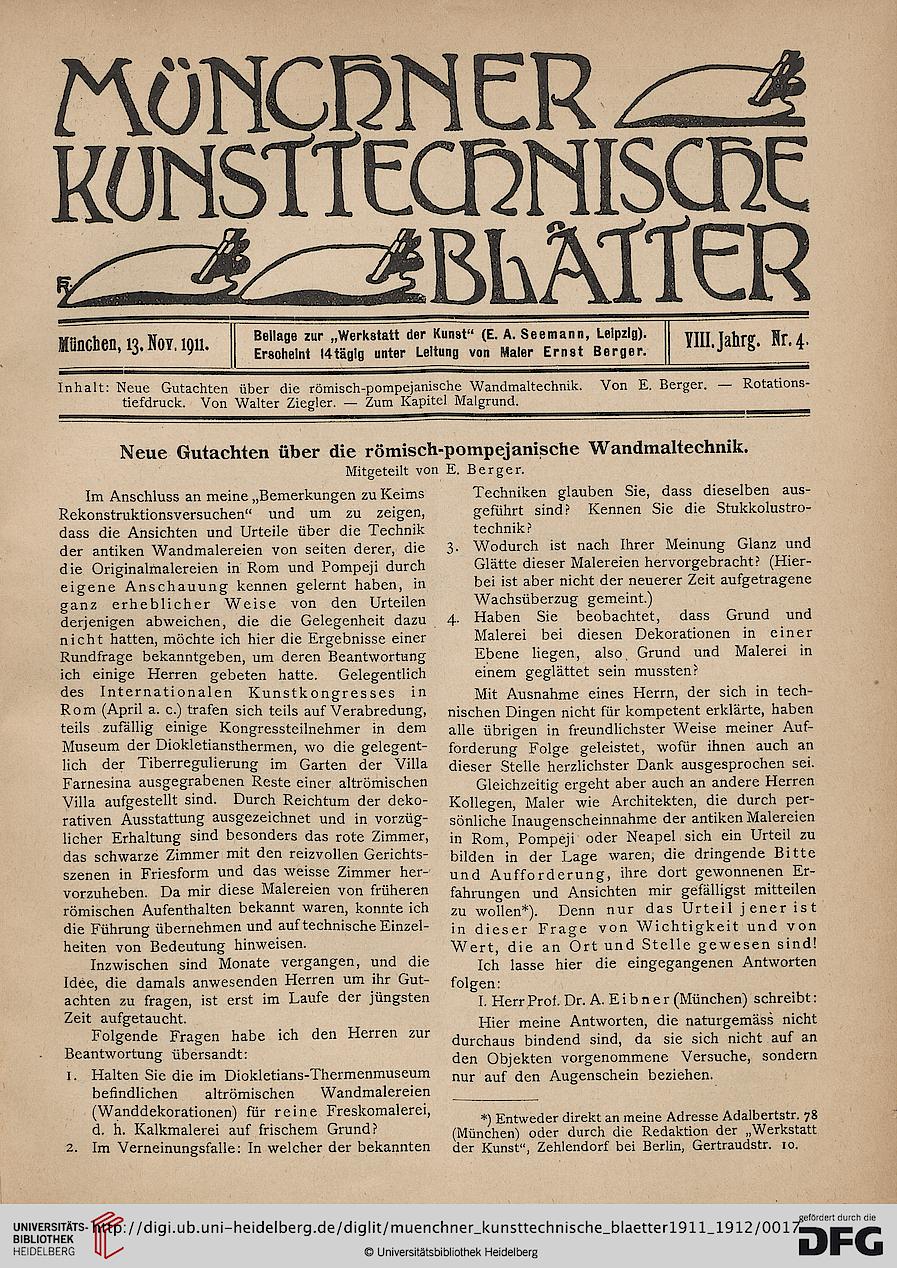 MÜNCHNER
KUNSTTECHNISCHE
BLÄTTER
München, 13. Nov. 1911.
Beilage zur „Werkstatt der Kunst“ (E. A. Seemann, Leipzig).
Erscheint 14tägig unter Leitung von Maler Ernst Berger.
VIII. Jahrg. Nr. 4.
Inhalt: Neue Gutachten über die römisch-pompejanische Wandmaltechnik. Von E. Berger. — Rotations-
tiefdruck. Von Walter Ziegler. — Zum Kapitel Malgrund.
Neue Gutachten über die römisch-pompejanische Wandmaltechnik.
Mitgeteilt von E. Berger.
Im Anschluss an meine „Bemerkungen zu Keims
Rekonstruktionsversuchen“ und um zu zeigen,
dass die Ansichten und Urteile über die Technik
der antiken Wandmalereien von seiten derer, die
die Originalmalereien in Rom und Pompeji durch
eigene Anschauung kennen gelernt haben, in
ganz erheblicher Weise von den Urteilen
derjenigen abweichen, die die Gelegenheit dazu
nicht hatten, möchte ich hier die Ergebnisse einer
Rundfrage bekanntgeben, um deren Beantwortung
ich einige Herren gebeten hatte. Gelegentlich
des Internationalen Kunstkongresses in
Rom (April a. c.) trafen sich teils auf Verabredung,
teils zufällig einige Kongressteilnehmer in dem
Museum der Diokletiansthermen, wo die gelegent-
lich der Tiberregulierung im Garten der Villa
Farnesina ausgegrabenen Reste einer altrömischen
Villa aufgestellt sind. Durch Reichtum der deko-
rativen Ausstattung ausgezeichnet und in vorzüg-
licher Erhaltung sind besonders das rote Zimmer,
das schwarze Zimmer mit den reizvollen Gerichts-
szenen in Friesform und das weisse Zimmer her-
vorzuheben. Da mir diese Malereien von früheren
römischen Aufenthalten bekannt waren, konnte ich
die Führung übernehmen und auf technische Einzel-
heiten von Bedeutung hinweisen.
Inzwischen sind Monate vergangen, und die
Idee, die damals anwesenden Herren um ihr Gut-
achten zu fragen, ist erst im Laufe der jüngsten
Zeit aufgetaucht.
Folgende Fragen habe ich den Herren zur
Beantwortung übersandt:
1. Halten Sie die im Diokletians-Thermenmuseum
befindlichen altrömischen Wandmalereien
(Wanddekorationen) für reine Freskomalerei,
d. h. Kalkmalerei auf frischem Grund?
2. Im Verneinungsfalle: In welcher der bekannten
Techniken glauben Sie, dass dieselben aus-
geführt sind? Kennen Sie die Stukkolustro-
technik?
3. Wodurch ist nach Ihrer Meinung Glanz und
Glätte dieser Malereien hervorgebracht? (Hier-
bei ist aber nicht der neuerer Zeit aufgetragene
Wachsüberzug gemeint.)
4. Haben Sie beobachtet, dass Grund und
Malerei bei diesen Dekorationen in einer
Ebene liegen, also Grund und Malerei in
einem geglättet sein mussten?
Mit Ausnahme eines Herrn, der sich in tech-
nischen Dingen nicht für kompetent erklärte, haben
alle übrigen in freundlichster Weise meiner Auf-
forderung Folge geleistet, wofür ihnen auch an
dieser Stelle herzlichster Dank ausgesprochen sei.
Gleichzeitig ergeht aber auch an andere Herren
Kollegen, Maler wie Architekten, die durch per-
sönliche Inaugenscheinnahme der antiken Malereien
in Rom, Pompeji oder Neapel sich ein Urteil zu
bilden in der Lage waren, die dringende Bitte
und Aufforderung, ihre dort gewonnenen Er-
fahrungen und Ansichten mir gefälligst mitteilen
zu wollen*). Denn nur das Urteil jener ist
in dieser Frage von Wichtigkeit und von
Wert, die an Ort und Stelle gewesen sind!
Ich lasse hier die eingegangenen Antworten
folgen:
I. Herr Prof. Dr. A. Eibner (München) schreibt:
Hier meine Antworten, die naturgemäss nicht
durchaus bindend sind, da sie sich nicht auf an
den Objekten vorgenommene Versuche, sondern
nur auf den Augenschein beziehen.
*) Entweder direkt an meine Adresse Adalbertstr. 78
(München) oder durch die Redaktion der „Werkstatt
der Kunst“, Zehlendorf bei Berlin, Gertraudstr. 10.
UNIVERSITÄTS-
BIBLIOTHEK
HEIDELBERG
http://digi.ub.uni-heidelberg.de/diglit/muenchner_kunsttechnische_blaetter1911_1912/0017
© Universitätsbibliothek Heidelberg
gefördert durch die
DFG